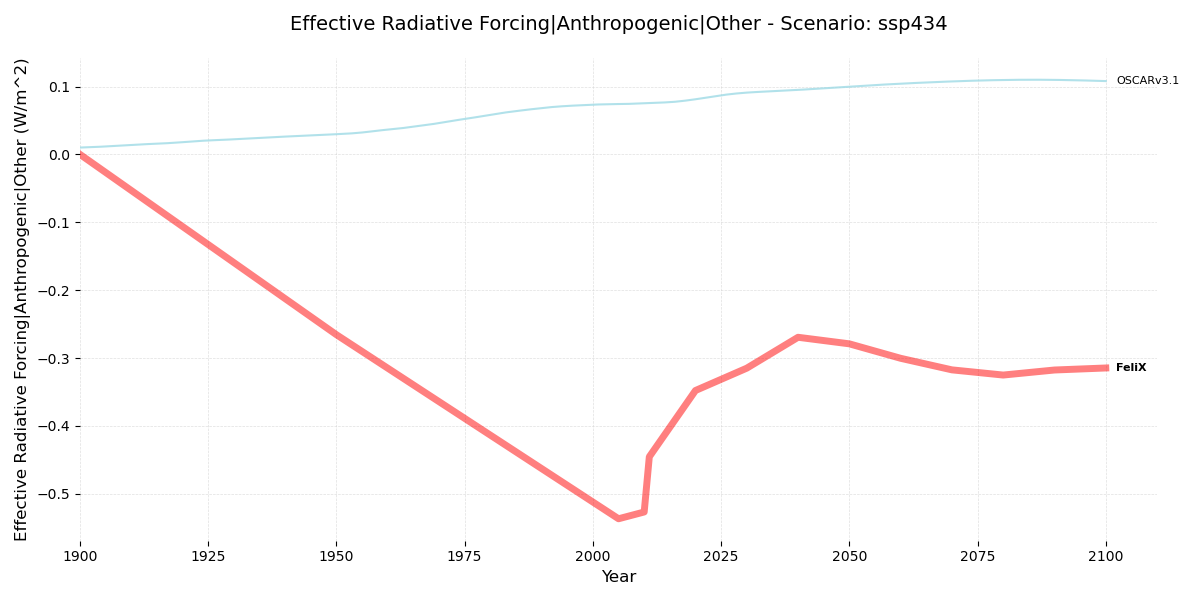 Effective Radiative Forcing|Anthropogenic|Other - Scenario: ssp434
Effective Radiative Forcing|Anthropogenic|Other (W/m^2)
0.1
0.0
−0.1
−0.2
−0.3
−0.4
−0.5
OSCARv3.1
FeliX
1900 1925 1950 1975 2000 2025 2050 2075 2100
Year